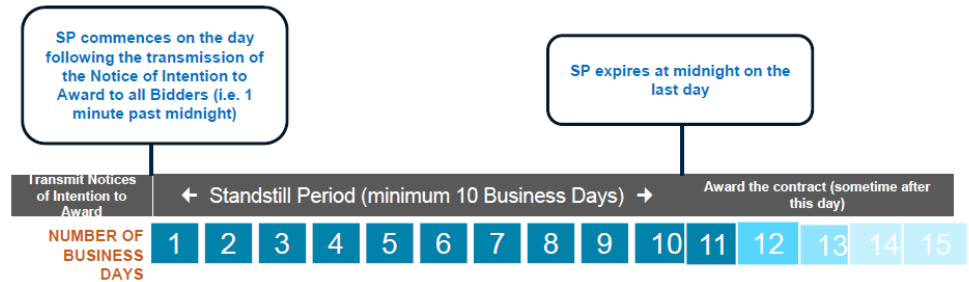 SP commences on the day
following the transmission of
the Notice of Intention to
Award to all Bidders (i.e. 1
minute past midnight)
SP expires at midnight on the
last day
Transmit Notices
of Intention to
Award
← Standstill Period (minimum 10 Business Days) →
Award the contract (sometime after
this day)
NUMBER OF
BUSINESS
DAYS
1 2 3 4 5 6 7 8 9 10 11 12 13 14 15